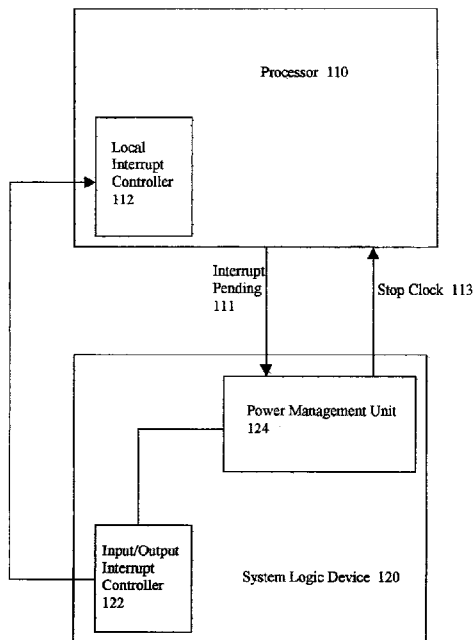 Processor 110
Local
Interrupt
Controller
112
Interrupt
Pending
111
Stop Clock 113
Power Management Unit
124
Input/Output
Interrupt
Controller
122
System Logic Device 120